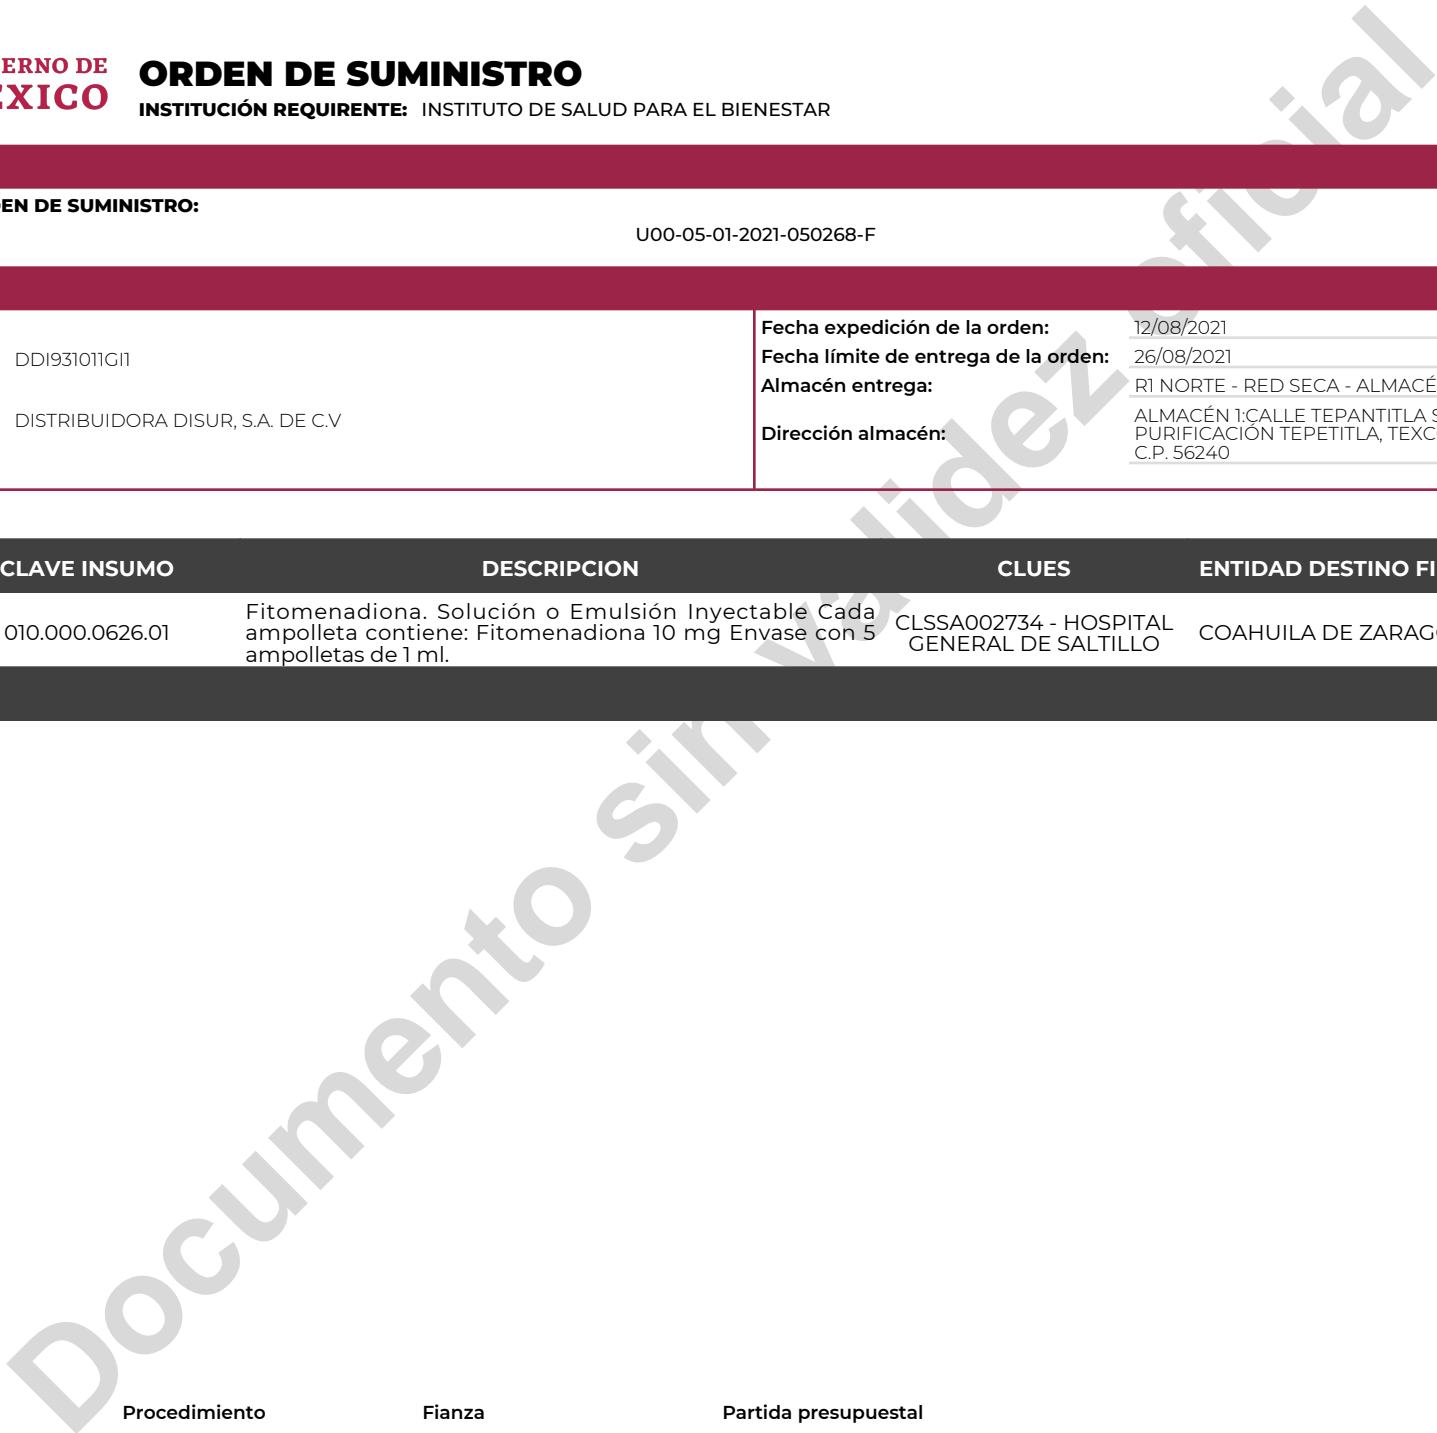 ERNO DE
ORDEN DE SUMINISTRO
XICO
INSTITUCIÓN REQUIRENTE: INSTITUTO DE SALUD PARA EL BIENESTAR
EN DE SUMINISTRO:
U00-05-01-2021-050268-F
DDI931011GI1
DISTRIBUIDORA DISUR, S.A. DE C.V
Fecha expedición de la orden: 12/08/2021
Fecha límite de entrega de la orden: 26/08/2021
Almacén entrega: R1 NORTE - RED SECA - ALMACÉ
Dirección almacén: ALMACÉN 1:CALLE TEPANTITLA S
PURIFICACIÓN TEPETITLA, TEXC
C.P. 56240
CLAVE INSUMO DESCRIPCION CLUES ENTIDAD DESTINO FI
010.000.0626.01
Fitomenadiona. Solución o Emulsión Inyectable Cada
ampolleta contiene: Fitomenadiona 10 mg Envase con 5
ampolletas de 1 ml.
CLSSA002734 - HOSPITAL
GENERAL DE SALTILLO
COAHUILA DE ZARAG
Documento sin validez oficial
Procedimiento Fianza Partida presupuestal